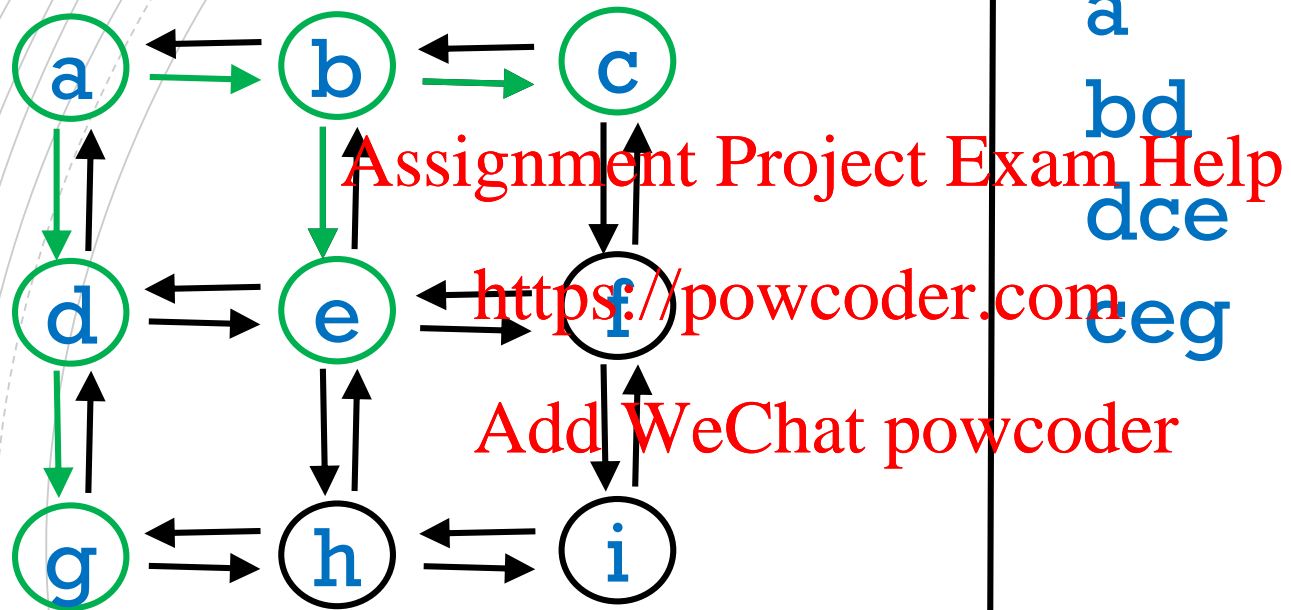 a b c
d e f
g h i
a
bd
dce
ceg
Assignment Project Exam Help
https://powcoder.com
Add WeChat powcoder